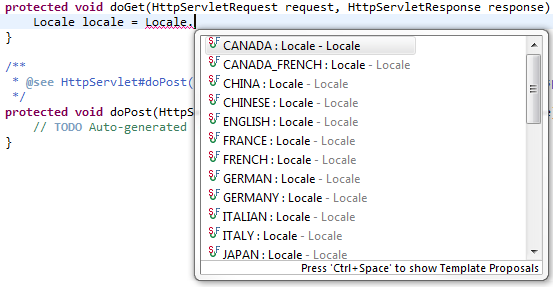 protected void doGet(HttpServletRequest request, HttpServletResponse response)
Locale locale = Locale.
}
CANADA : Locale - Locale
CANADA_FRENCH : Locale - Locale
CHINA : Locale - Locale
CHINESE : Locale - Locale
ENGLISH : Locale - Locale
FRANCE : Locale - Locale
FRENCH : Locale - Locale
GERMAN : Locale - Locale
GERMANY : Locale - Locale
ITALIAN : Locale - Locale
ITALY : Locale - Locale
JAPAN : Locale - Locale
Press 'Ctrl+Space' to show Template Proposals
/**
* @see HttpServlet#doPost(
*/
protected void doPost(HttpS
// TODO Auto-generated
}